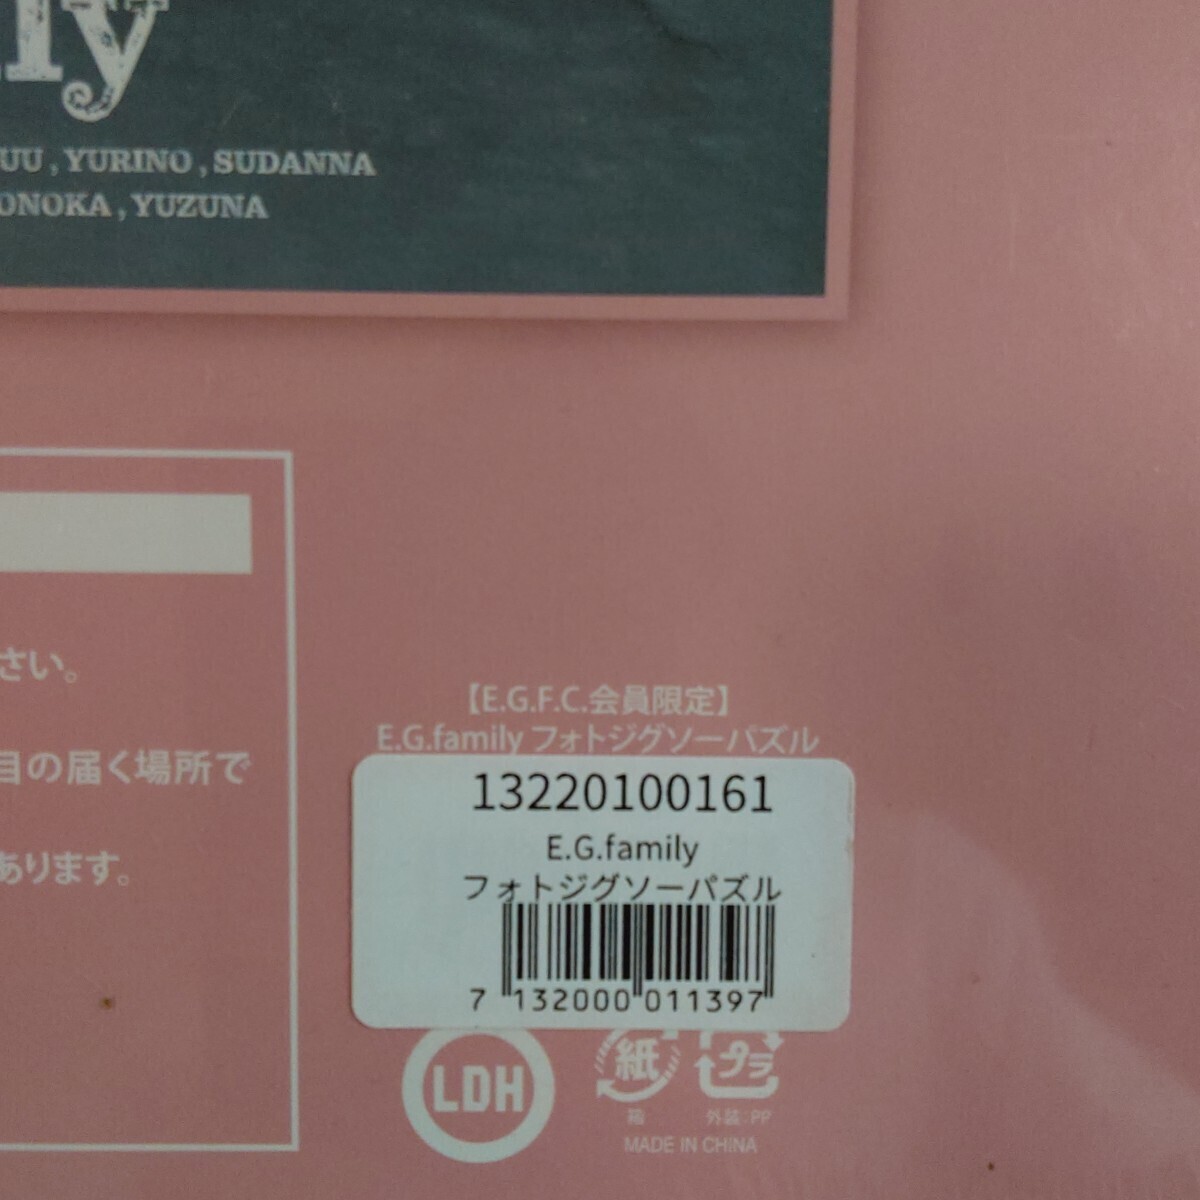 ly
UU , YURINO , SUDANNA
ONOKA , YUZUNA
さい。
目の届く場所で
あります。
【E.G.F.C.会員限定】
E.G.family フォトジグソーパズル
13220100161
E.G.family
フォトジグソーパズル
7 132000 011397
LDH
紙
プラ
箱
外装:PP
MADE IN CHINA